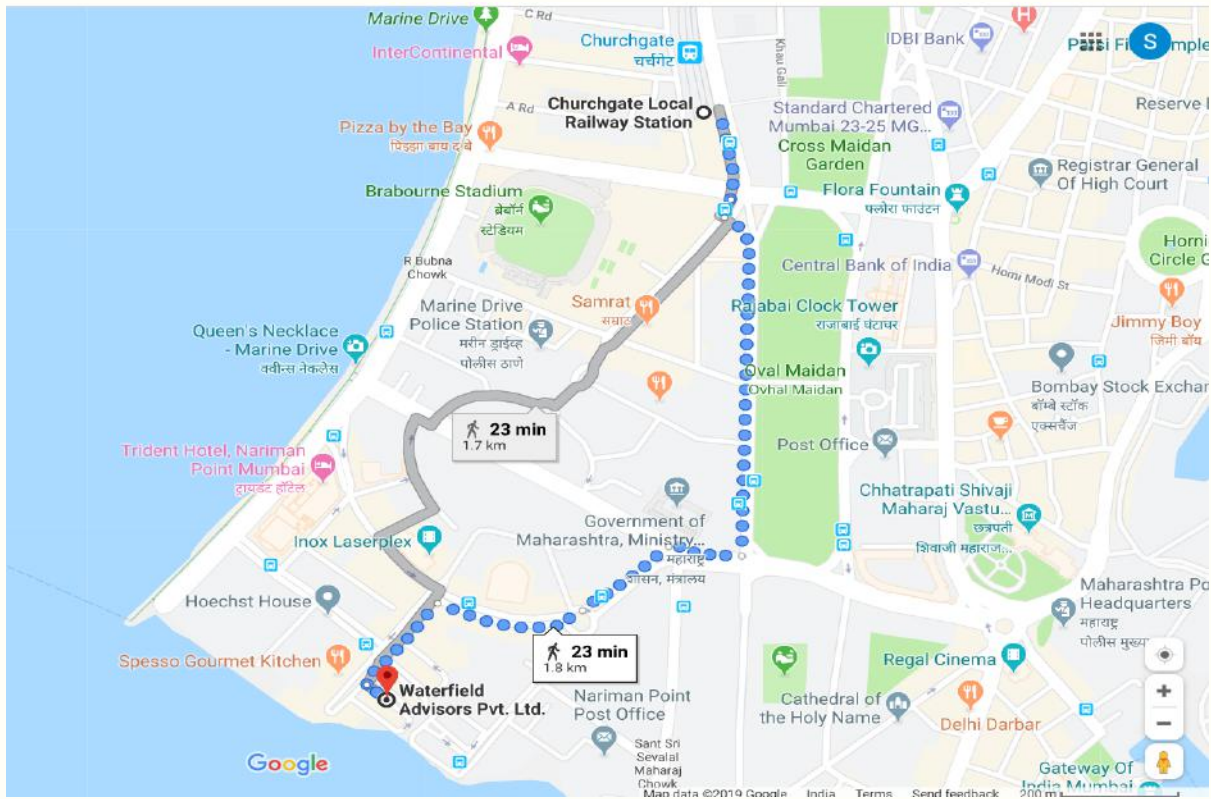 Marine Drive
C Rd
InterContinental
Churchgate
चर्चगेट
Khau Gali
IDBI Bank
H
S
A Rd
Churchgate Local
Railway Station
Standard Chartered
Mumbai 23-25 MG...
Reserve
Pizza by the Bay
Cross Maidan
Garden
Registrar General
Of High Court
Brabourne Stadium
ब्रेबॉर्न
स्टेडियम
Flora Fountain
फ्लोरा फाउंटन
R Bubna
Chowk
Central Bank of India
Homi Modi St
Horni
Circle G
Samrat
सम्राट
Marine Drive
Police Station
मरीन ड्राईव्ह
पोलीस ठाणे
Rajabai Clock Tower
राजाबाई घंटाघर
Jimmy Boy
जिमी बॉय
Queen's Necklace
- Marine Drive
क्वीन्स नेकलेस
Oval Maidan
Ovhal Maidan
Bombay Stock Exchan
बॉम्बे स्टॉक
एक्सचेंज
23 min
1.7 km
Post Office
Trident Hotel, Nariman
Point Mumbai
ट्रायडंट हॉटेल
Chhatrapati Shivaji
Maharaj Vastu...
छत्रपती
शिवाजी महाराज...
Government of
Maharashtra, Ministry...
महाराष्ट्र
शासन, मंत्रालय
Inox Laserplex
Hoechst House
Maharashtra Po
Headquarters
महाराष्ट्र
पोलीस मुख्य
Spesso Gourmet Kitchen
23 min
1.8 km
Regal Cinema
Waterfield
Advisors Pvt. Ltd.
Nariman Point
Post Office
Cathedral of
the Holy Name
Delhi Darbar
Sant Sri
Sevalal
Maharaj
Chowk
Google
Gateway Of
India Mumbai
Map data ©2019 Google India Terms Send feedback 200 m